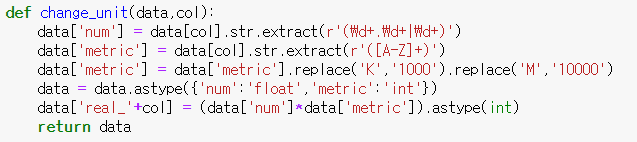 def change_unit(data,col):
    data['num'] = data[col].str.extract(r'(₩d+.₩d+|₩d+)')
    data['metric'] = data[col].str.extract(r'([A-Z]+)')
    data['metric'] = data['metric'].replace('K','1000').replace('M','10000')
    data = data.astype({'num':'float','metric':'int'})
    data['real_'+col] = (data['num']*data['metric']).astype(int)
    return data